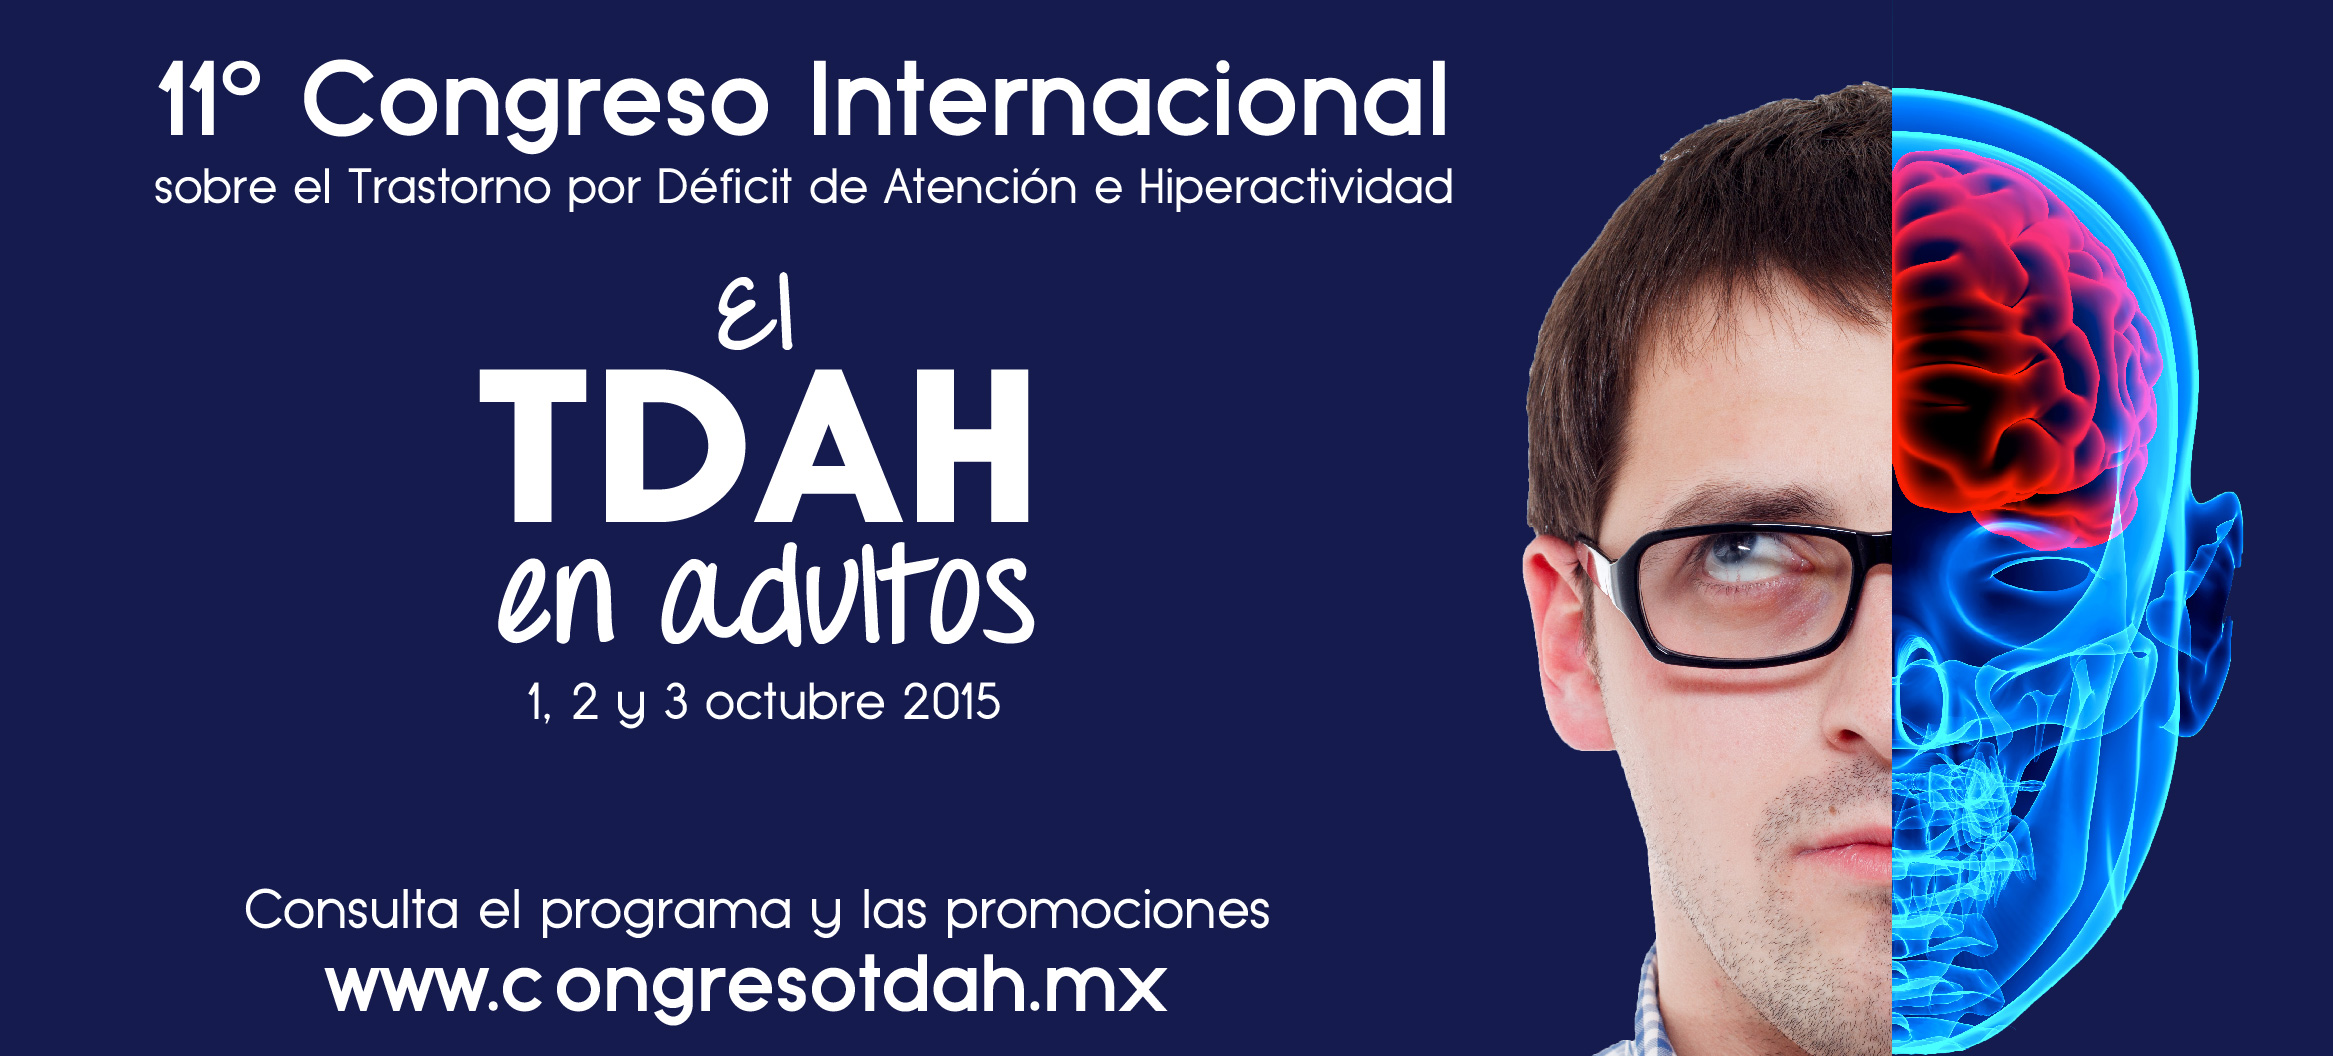 11° Congreso Internacional
sobre el Trastorno por Déficit de Atención e Hiperactividad
El
TDAH
en adultos
1, 2 y 3 octubre 2015
Consulta el programa y las promociones
www.congresotdah.mx